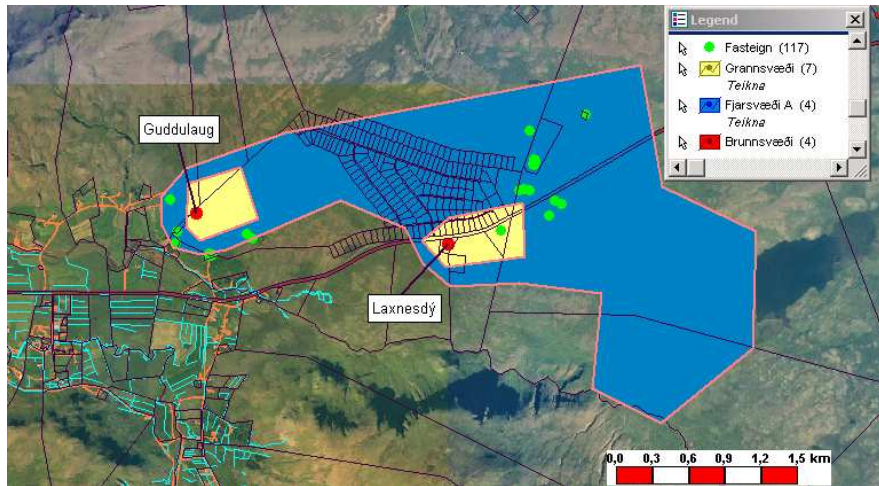 Legend
Fasteign (117)
Grannsvæði (7)
Teikna
Fjarsvæði A (4)
Teikna
Brunnsvæði (4)
Guddulaug
Laxnesdý
0,0 0,3 0,6 0.9 1,2 1,5 km